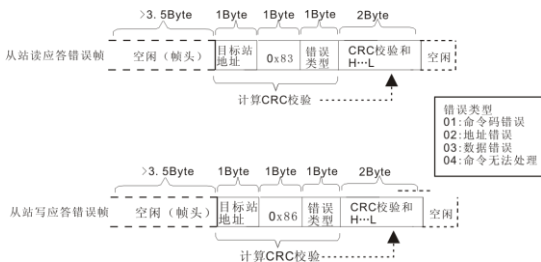 >3. 5Byte 1Byte 1Byte 1Byte 2Byte
从站读应答错误帧 空闲（帧头） 目标站地址 0x83 错误类型 CRC校验和 H···L 空闲
计算CRC校验
错误类型
01:命令码错误
02:地址错误
03:数据错误
04:命令无法处理
>3. 5Byte 1Byte 1Byte 1Byte 2Byte
从站写应答错误帧 空闲（帧头） 目标站地址 0x86 错误类型 CRC校验和 H···L 空闲
计算CRC校验